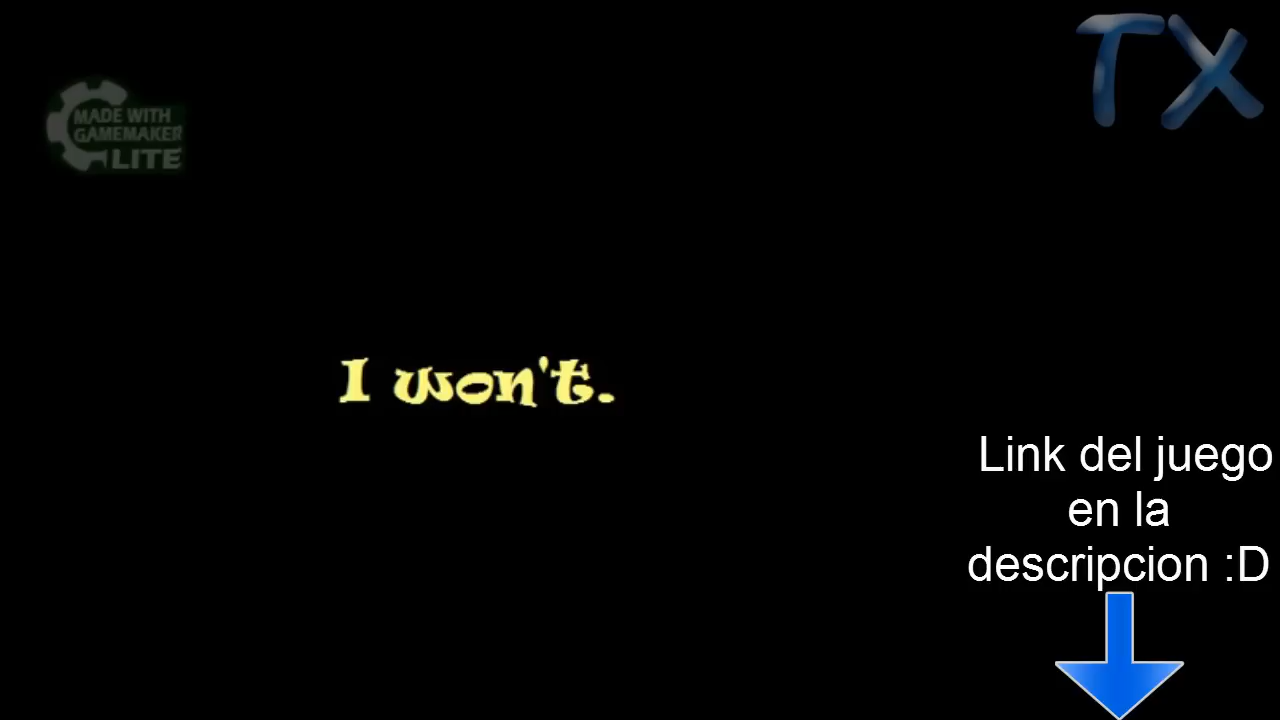 TX
MADE WITH
GAMEMAKER
LITE
I won't.
Link del juego
en la
descripcion :D